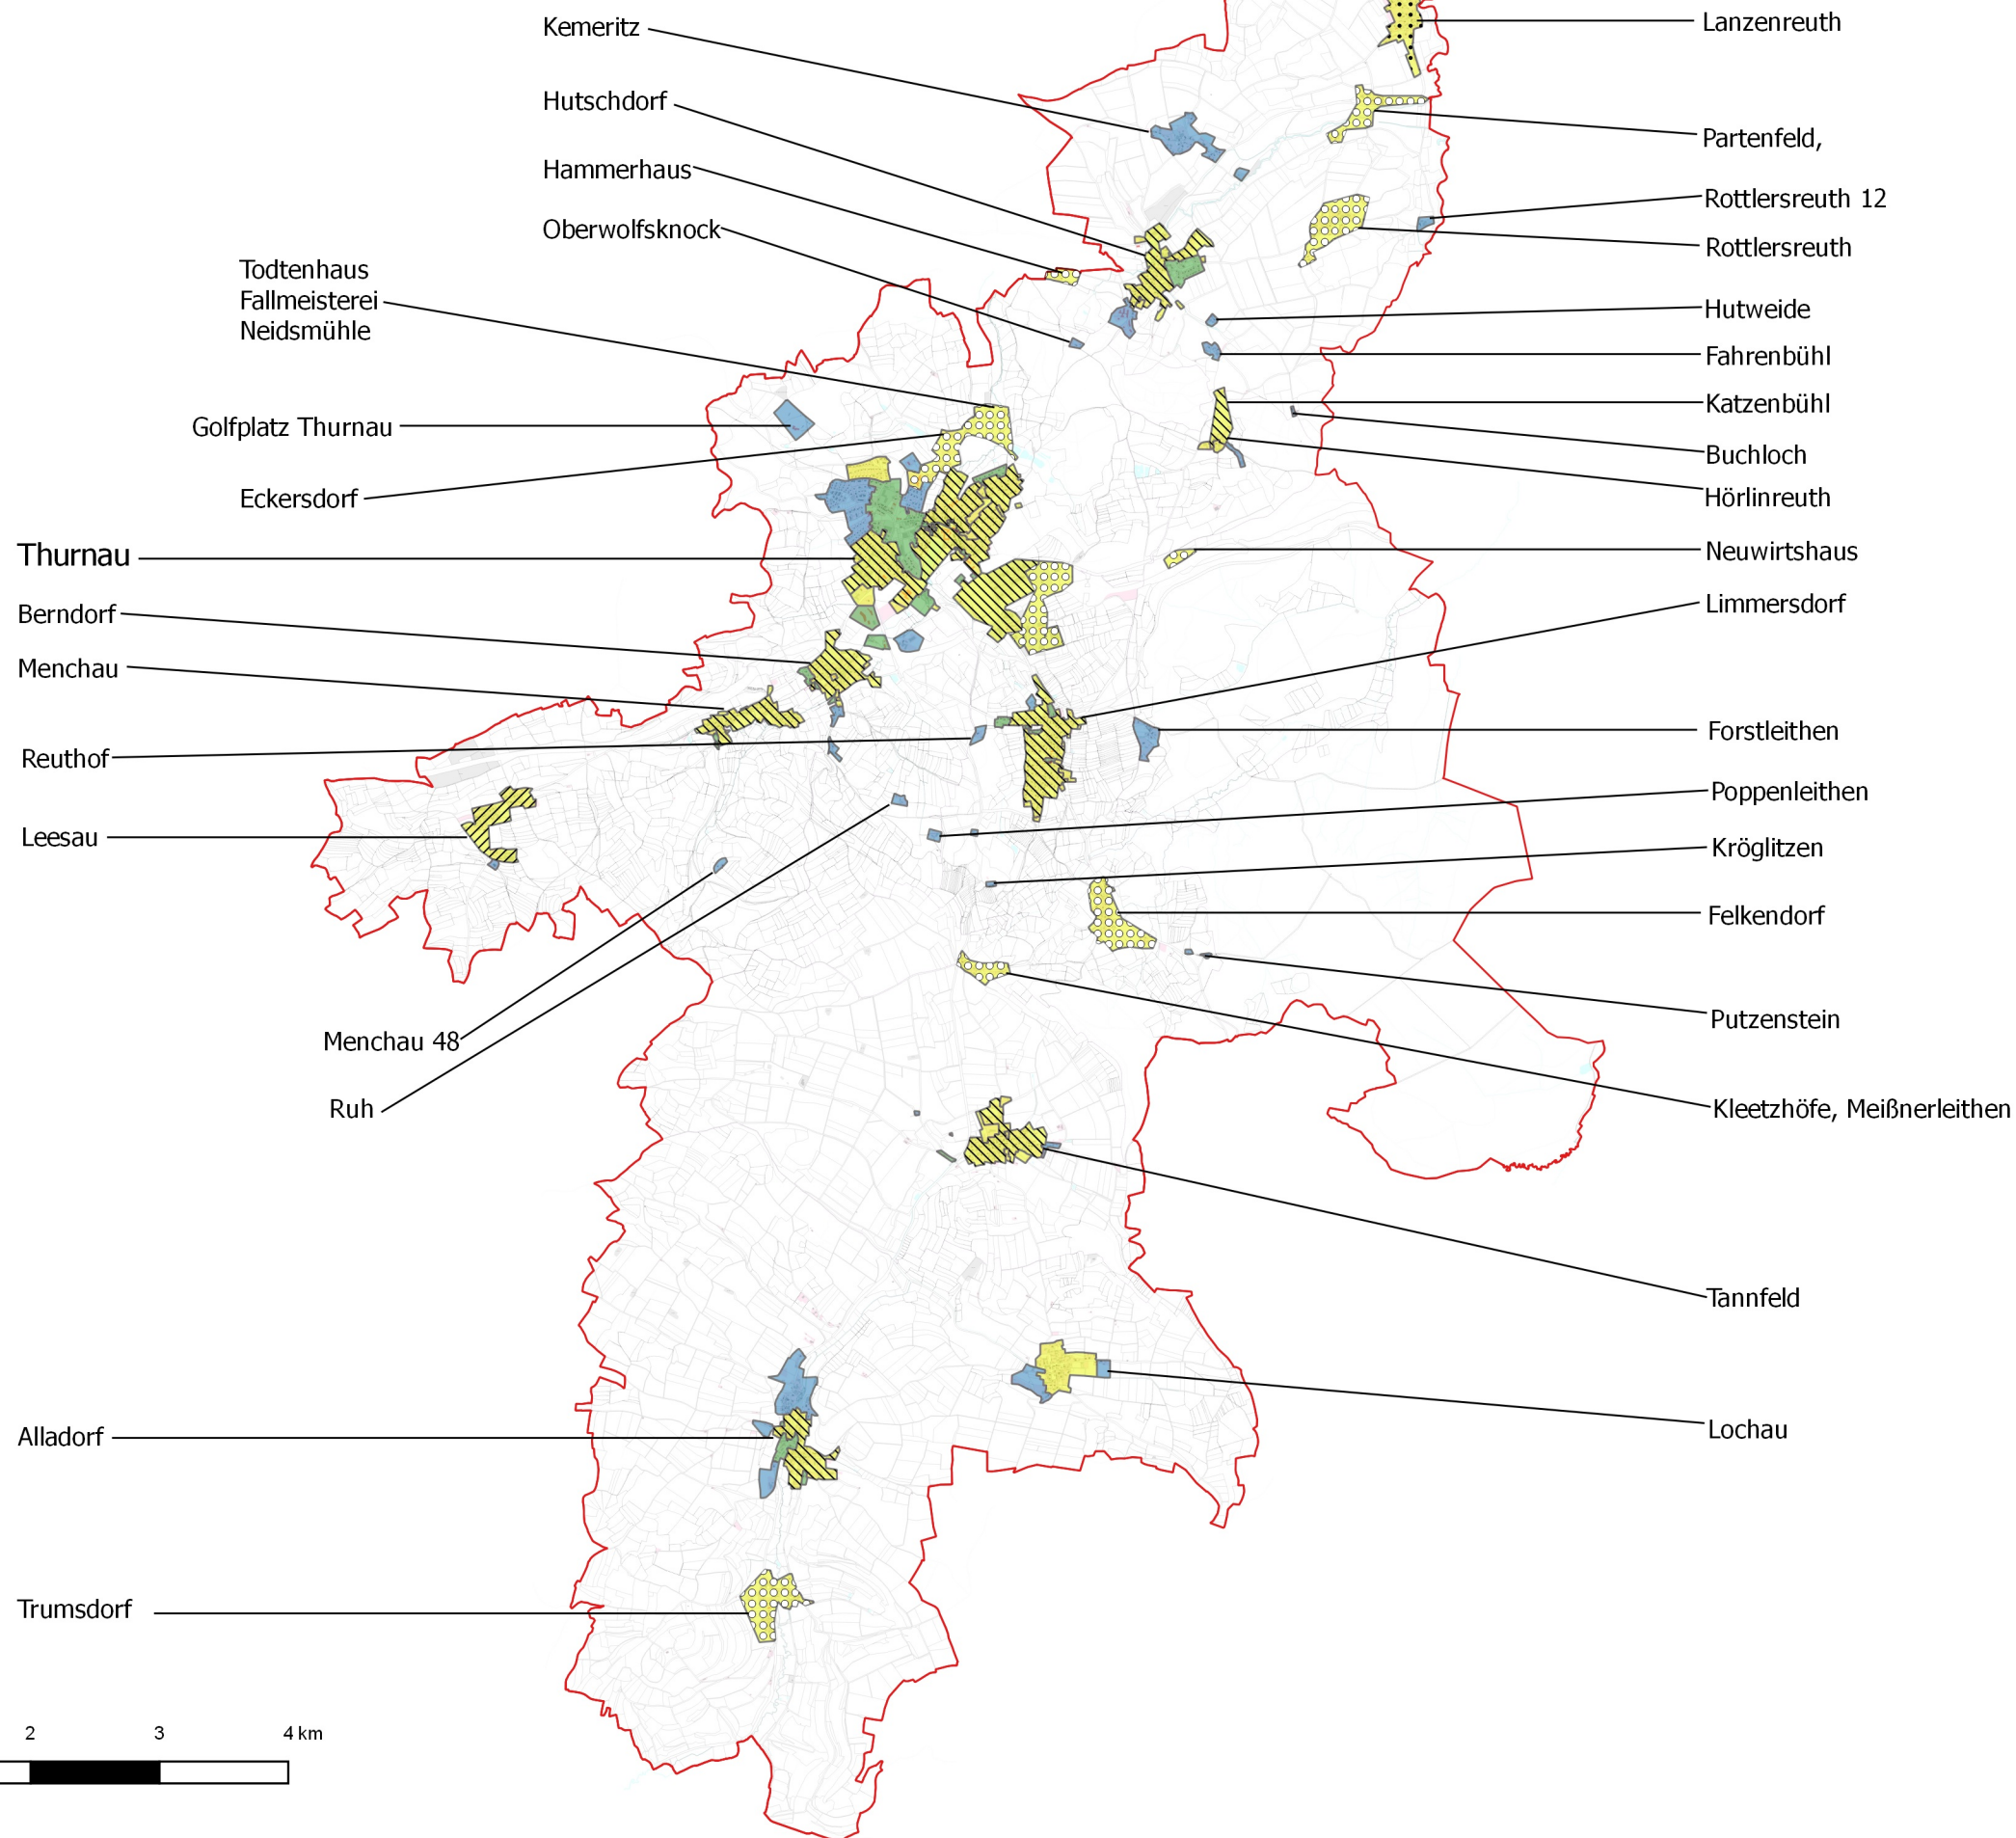 Kemeritz
Lanzenreuth
Hutschdorf
Partenfeld,
Hammerhaus
Rottlersreuth 12
Oberwolfsknock
Rottlersreuth
Todtenhaus
Fallmeisterei
Neidsmühle
Hutweide
Fahrenbühl
Golfplatz Thurnau
Katzenbühl
Buchloch
Eckersdorf
Hörlinreuth
Thurnau
Neuwirtshaus
Berndorf
Limmersdorf
Menchau
Reuthof
Forstleithen
Poppenleithen
Leesau
Kröglitzen
Felkendorf
Menchau 48
Putzenstein
Ruh
Kleetzhöfe, Meißnerleithen
Tannfeld
Alladorf
Lochau
Trumsdorf
2 3 4 km